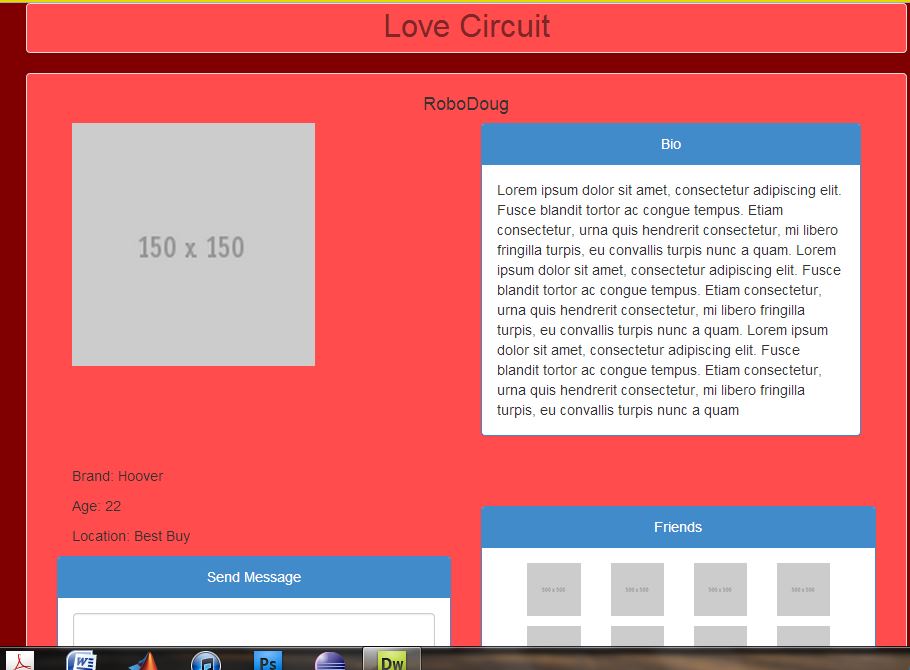 Love Circuit
RoboDoug
150 x 150
Bio
Lorem ipsum dolor sit amet, consectetur adipiscing elit.
Fusce blandit tortor ac congue tempus. Etiam
consectetur, urna quis hendrerit consectetur, mi libero
fringilla turpis, eu convallis turpis nunc a quam. Lorem
ipsum dolor sit amet, consectetur adipiscing elit. Fusce
blandit tortor ac congue tempus. Etiam consectetur,
urna quis hendrerit consectetur, mi libero fringilla
turpis, eu convallis turpis nunc a quam. Lorem ipsum
dolor sit amet, consectetur adipiscing elit. Fusce
blandit tortor ac congue tempus. Etiam consectetur,
urna quis hendrerit consectetur, mi libero fringilla
turpis, eu convallis turpis nunc a quam
Brand: Hoover
Age: 22
Location: Best Buy
Send Message
Friends
500 x 500
500 x 500
500 x 500
500 x 500
W
Ps
Dw